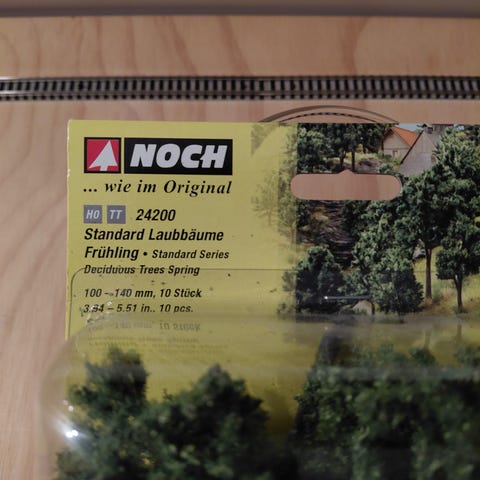 NOCH
... wie im Original
HO TT 24200
Standard Laubbäume
Frühling • Standard Series
Deciduous Trees Spring
100 – 140 mm, 10 Stück
3.94 – 5.51 in., 10 pcs.